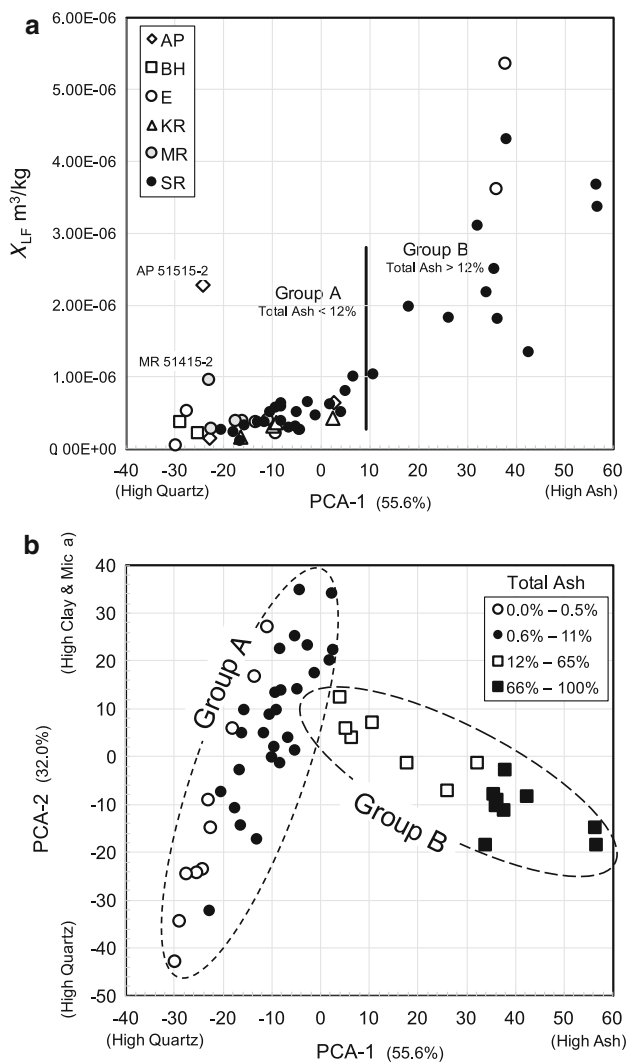 a
6.00E-06
5.00E-06
4.00E-06
3.00E-06
2.00E-06
1.00E-06
0.00E+00
X LF m³/kg
AP
BH
E
KR
MR
SR
AP 51515-2
MR 51415-2
Group A
Total Ash < 12%
Group B
Total Ash > 12%
-40 -30 -20 -10 0 10 20 30 40 50 60
(High Quartz) PCA-1 (55.6%) (High Ash)
b
40
30
20
10
0
-10
-20
-30
-40
-50
(High Clay & Mic a)
PCA-2 (32.0%)
(High Quartz)
Total Ash
0.0% – 0.5%
0.6% – 11%
12% – 65%
66% – 100%
Group A
Group B
-40 -30 -20 -10 0 10 20 30 40 50 60
(High Quartz) PCA-1 (55.6%) (High Ash)